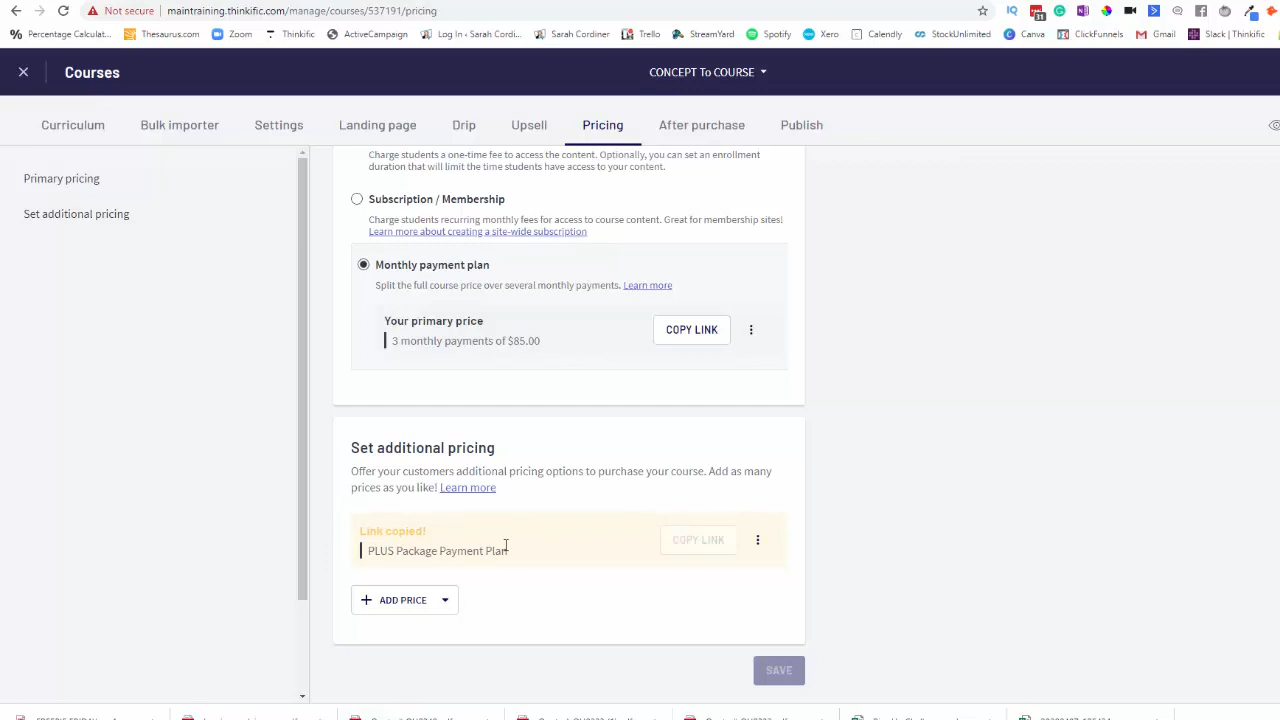 Not secure maintraining.thinkific.com/manage/courses/537191/pricing
31
Percentage Calculat... Thesaurus.com Zoom Thinkific ActiveCampaign Log In ‹ Sarah Cordi... Sarah Cordiner Trello StreamYard Spotify Xero Calendly StockUnlimited Canva ClickFunnels Gmail Slack | Thinkific
Courses
CONCEPT To COURSE
Curriculum Bulk importer Settings Landing page Drip Upsell Pricing After purchase Publish
Primary pricing
Set additional pricing
Charge students a one-time fee to access the content. Optionally, you can set an enrollment
duration that will limit the time students have access to your content.
Subscription / Membership
Charge students recurring monthly fees for access to course content. Great for membership sites!
Learn more about creating a site-wide subscription
Monthly payment plan
Split the full course price over several monthly payments. Learn more
Your primary price
3 monthly payments of $85.00
COPY LINK
Set additional pricing
Offer your customers additional pricing options to purchase your course. Add as many
prices as you like! Learn more
Link copied!
PLUS Package Payment Plan
COPY LINK
+ ADD PRICE
SAVE